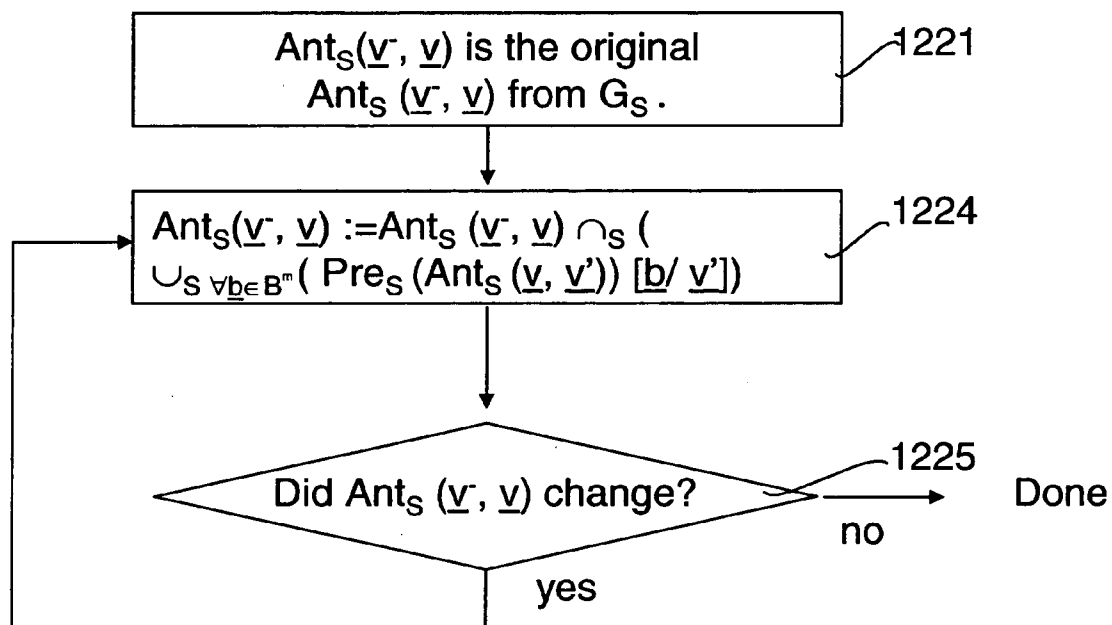 Ant_S(v̲⁻, v̲) is the original
Ant_S (v̲⁻, v̲) from G_S .
1221
Ant_S(v̲⁻, v̲) :=Ant_S (v̲⁻, v̲) ∩_S (
∪_S ∀b̲∈Bᵐ( Pre_S (Ant_S (v̲, v̲')) [b̲/ v̲'])
1224
Did Ant_S (v̲⁻, v̲) change?
1225
Done
no
yes